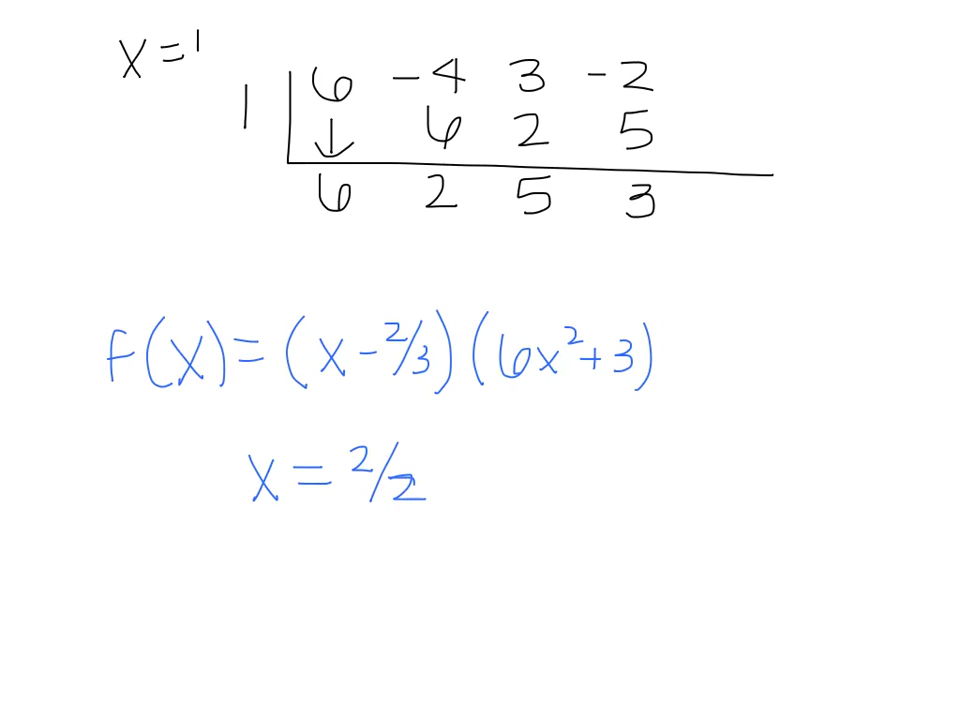 x = 1
1 | 6 -4 3 -2
↓ 6 2 5
6 2 5 3
F(x) = (x - 2/3)(6x² + 3)
x = 2/2